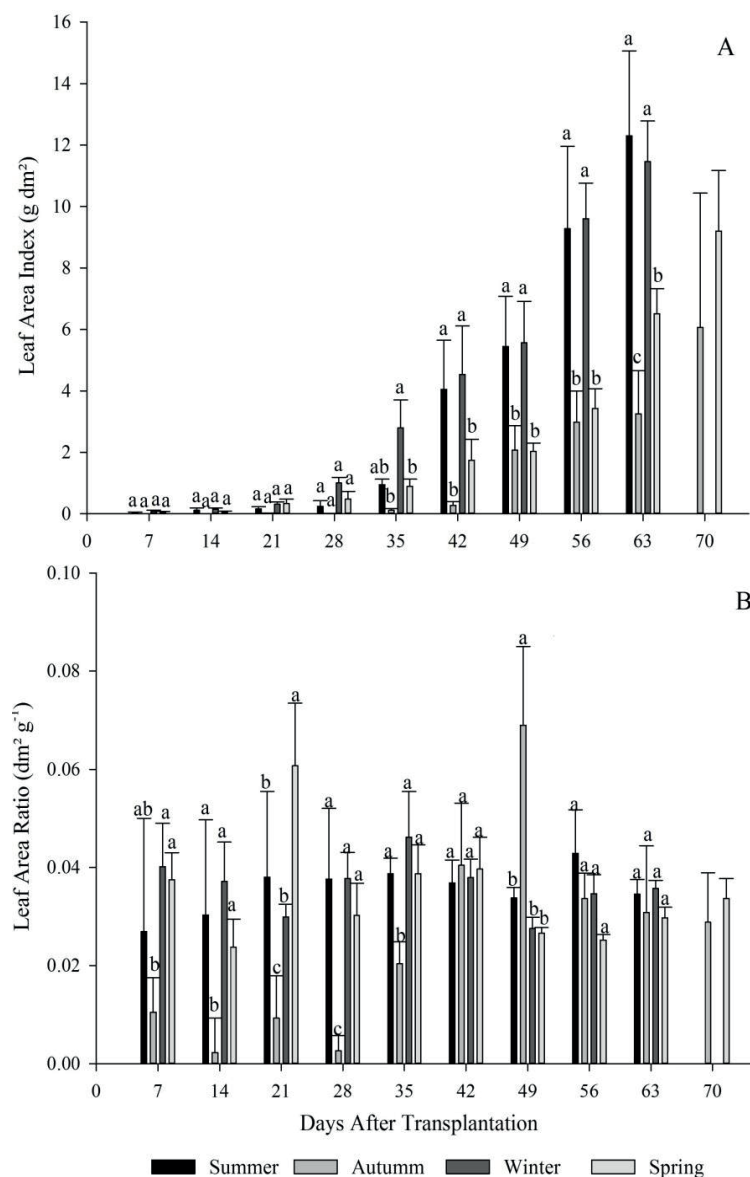 A
Leaf Area Index (g dm²)
16
14
12
10
8
6
4
2
0
a a a a
a a a a
a a a a
a a a a
ab b a b
a b a b
a b a b
a b a b
a c a b
0 7 14 21 28 35 42 49 56 63 70
B
Leaf Area Ratio (dm² g⁻¹)
0.10
0.08
0.06
0.04
0.02
0.00
ab b a a
a b a a
b c b a
a c a a
a b a a
a a a a
b a b b
a a a a
a a a a
0 7 14 21 28 35 42 49 56 63 70
Days After Transplantation
Summer Autumm Winter Spring